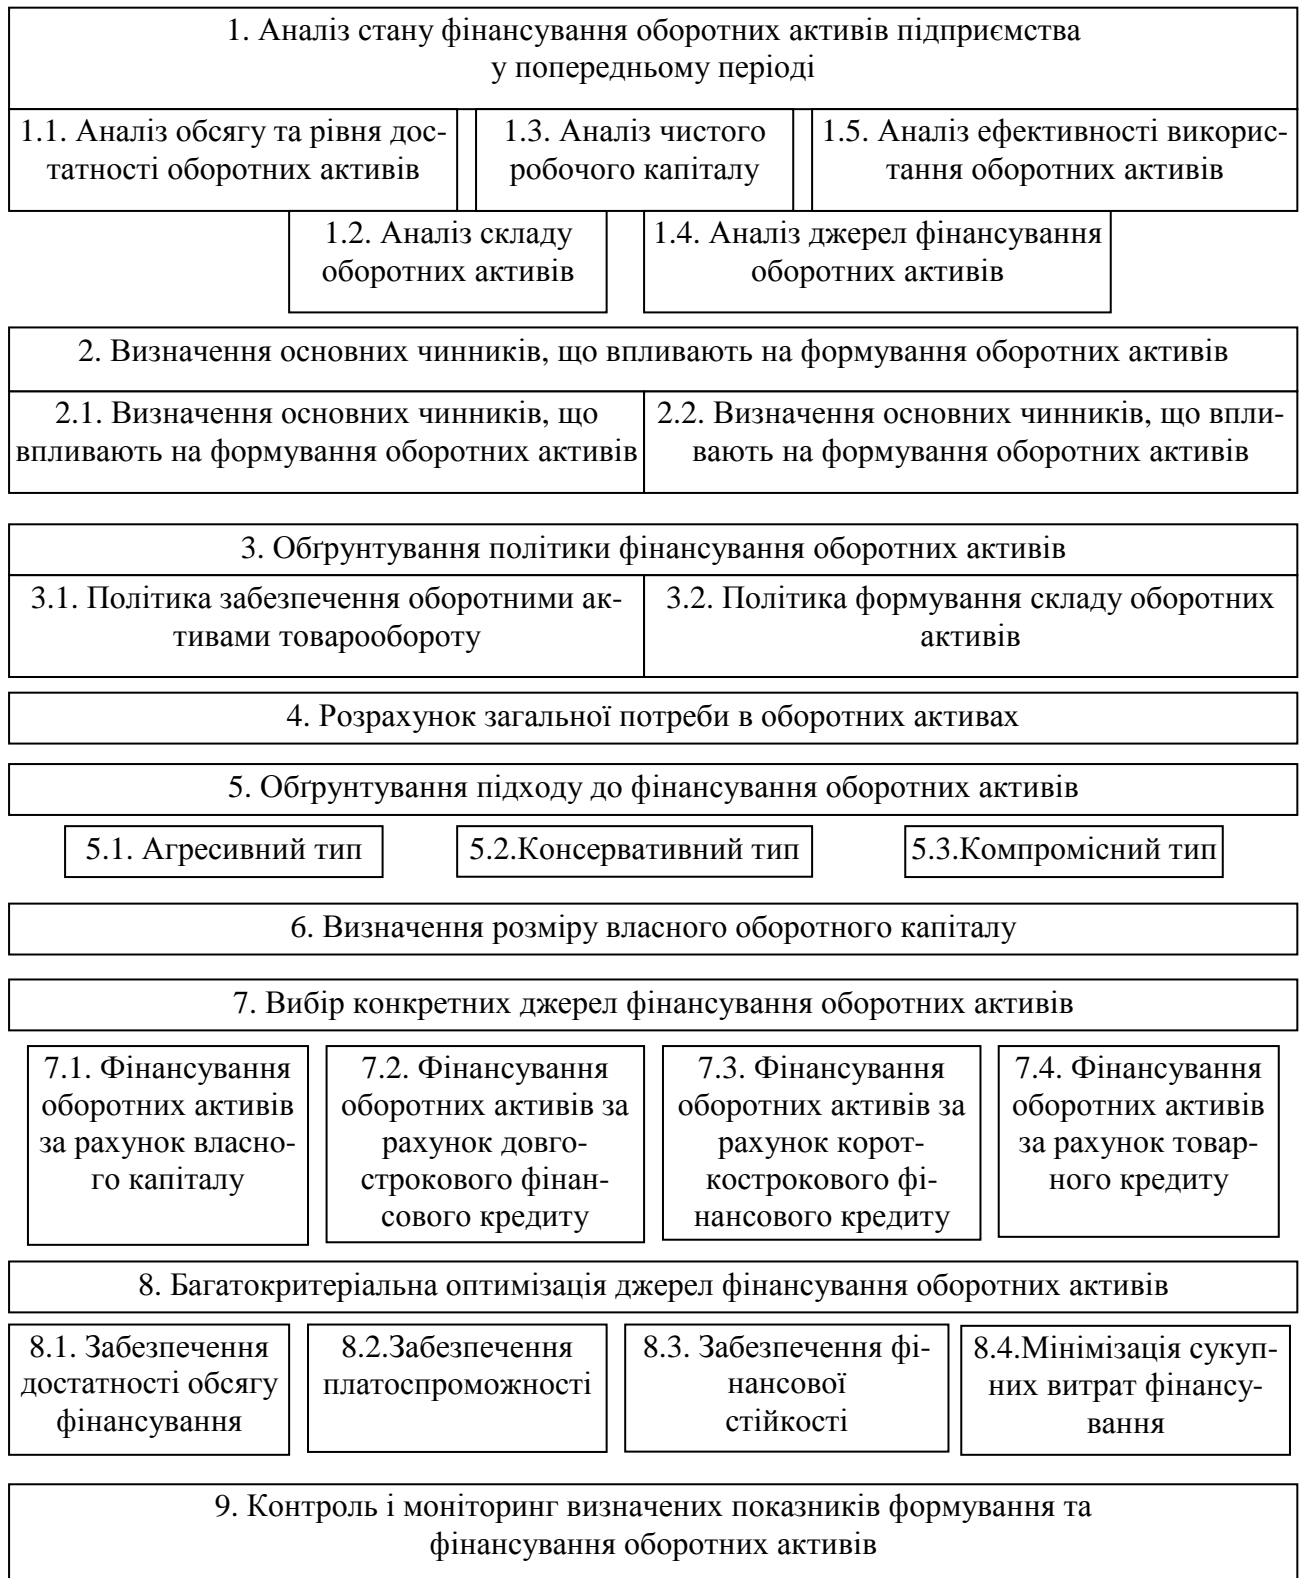 1. Аналіз стану фінансування оборотних активів підприємства
у попередньому періоді
1.1. Аналіз обсягу та рівня дос-
татності оборотних активів
1.3. Аналіз чистого
робочого капіталу
1.5. Аналіз ефективності викорис-
тання оборотних активів
1.2. Аналіз складу
оборотних активів
1.4. Аналіз джерел фінансування
оборотних активів
2. Визначення основних чинників, що впливають на формування оборотних активів
2.1. Визначення основних чинників, що
впливають на формування оборотних активів
2.2. Визначення основних чинників, що впли-
вають на формування оборотних активів
3. Обґрунтування політики фінансування оборотних активів
3.1. Політика забезпечення оборотними ак-
тивами товарообороту
3.2. Політика формування складу оборотних
активів
4. Розрахунок загальної потреби в оборотних активах
5. Обґрунтування підходу до фінансування оборотних активів
5.1. Агресивний тип
5.2.Консервативний тип
5.3.Компромісний тип
6. Визначення розміру власного оборотного капіталу
7. Вибір конкретних джерел фінансування оборотних активів
7.1. Фінансування
оборотних активів
за рахунок власно-
го капіталу
7.2. Фінансування
оборотних активів за
рахунок довго-
строкового фінан-
сового кредиту
7.3. Фінансування
оборотних активів за
рахунок корот-
кострокового фі-
нансового кредиту
7.4. Фінансування
оборотних активів
за рахунок товар-
ного кредиту
8. Багатокритеріальна оптимізація джерел фінансування оборотних активів
8.1. Забезпечення
достатності обсягу
фінансування
8.2.Забезпечення
платоспроможності
8.3. Забезпечення фі-
нансової
стійкості
8.4.Мінімізація сукуп-
них витрат фінансу-
вання
9. Контроль і моніторинг визначених показників формування та
фінансування оборотних активів